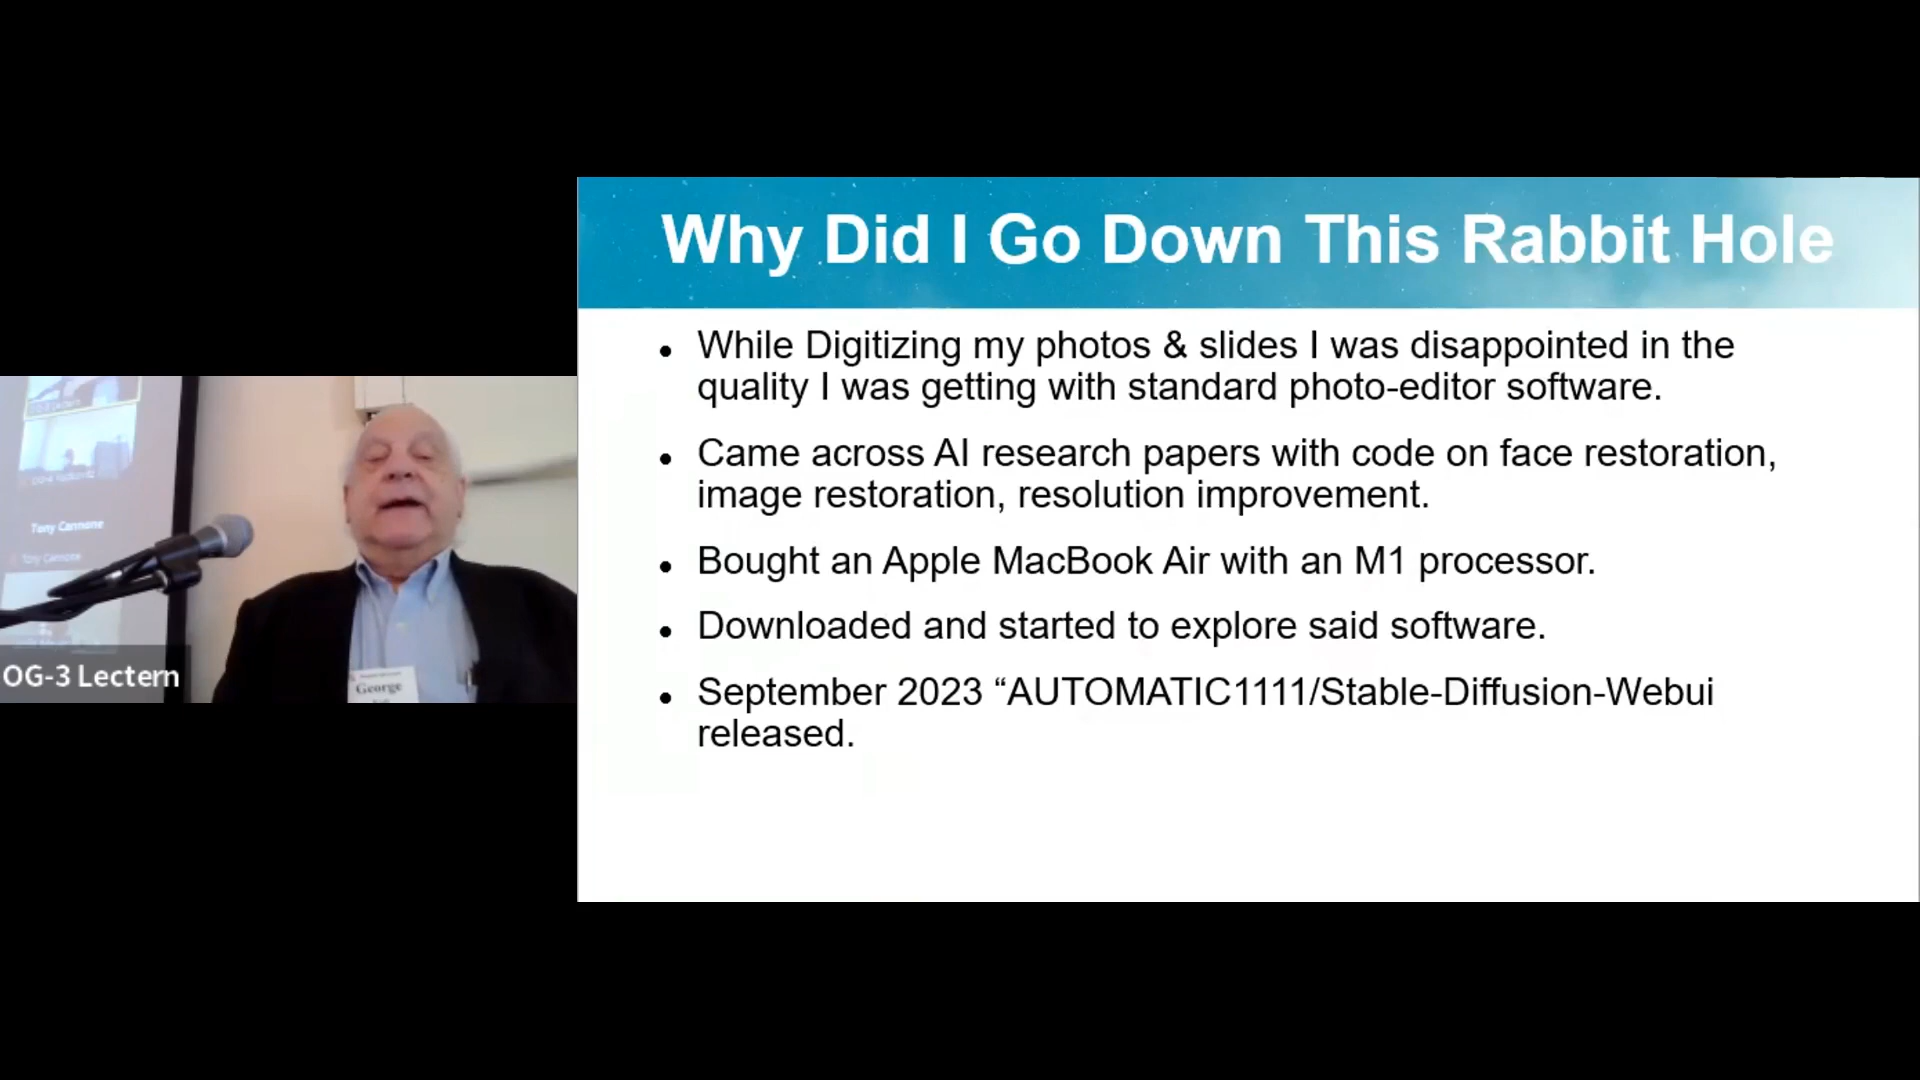 Why Did I Go Down This Rabbit Hole
● While Digitizing my photos & slides I was disappointed in the
quality I was getting with standard photo-editor software.
● Came across AI research papers with code on face restoration,
image restoration, resolution improvement.
● Bought an Apple MacBook Air with an M1 processor.
● Downloaded and started to explore said software.
● September 2023 “AUTOMATIC1111/Stable-Diffusion-Webui
released.
Tony Cannone
Tony Cannone
OG-3 Lectern
George